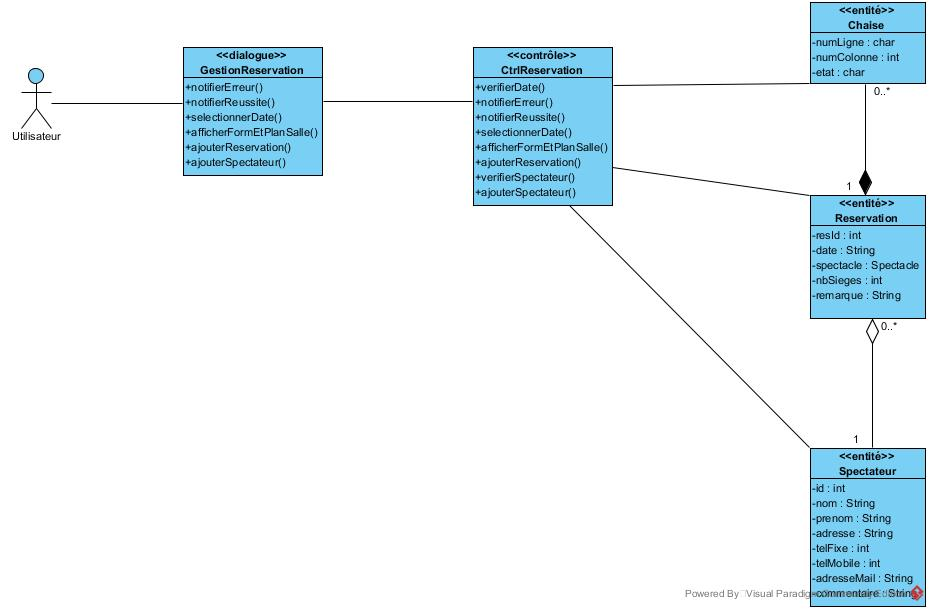 Utilisateur
<<dialogue>>
GestionReservation
+notifierErreur()
+notifierReussite()
+selectionnerDate()
+afficherFormEtPlanSalle()
+ajouterReservation()
+ajouterSpectateur()
<<contrôle>>
CtrlReservation
+verifierDate()
+notifierErreur()
+notifierReussite()
+selectionnerDate()
+afficherFormEtPlanSalle()
+ajouterReservation()
+verifierSpectateur()
+ajouterSpectateur()
<<entité>>
Chaise
-numLigne : char
-numColonne : int
-etat : char
0..*
1
<<entité>>
Reservation
-resId : int
-date : String
-spectacle : Spectacle
-nbSieges : int
-remarque : String
0..*
1
<<entité>>
Spectateur
-id : int
-nom : String
-prenom : String
-adresse : String
-telFixe : int
-telMobile : int
-adresseMail : String
-commentaire : String
Powered By Visual Paradigm